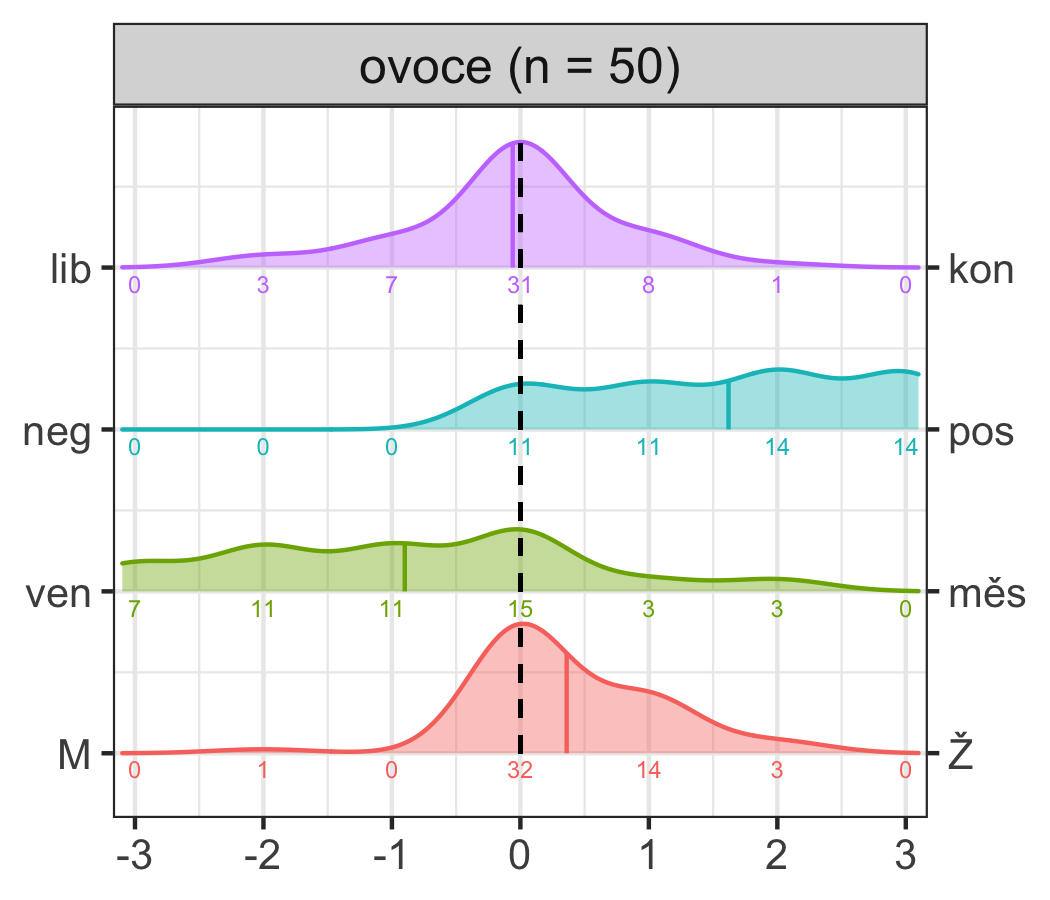 ovoce (n = 50)
lib kon
0 3 7 31 8 1 0
neg pos
0 0 0 11 11 14 14
ven měs
7 11 11 15 3 3 0
M Ž
0 1 0 32 14 3 0
-3 -2 -1 0 1 2 3